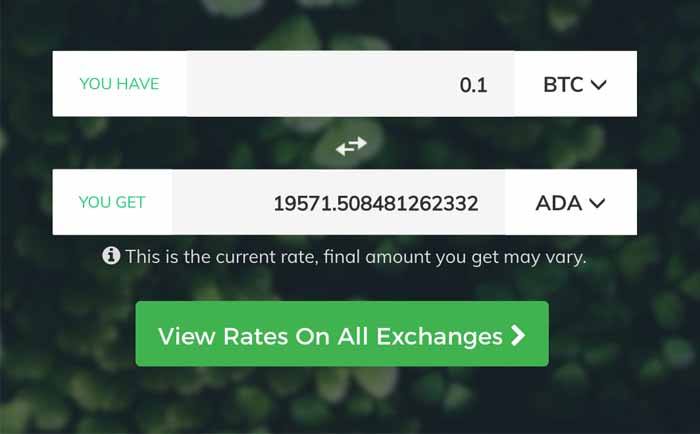 YOU HAVE 0.1 BTC
YOU GET 19571.508481262332 ADA
This is the current rate, final amount you get may vary.
View Rates On All Exchanges